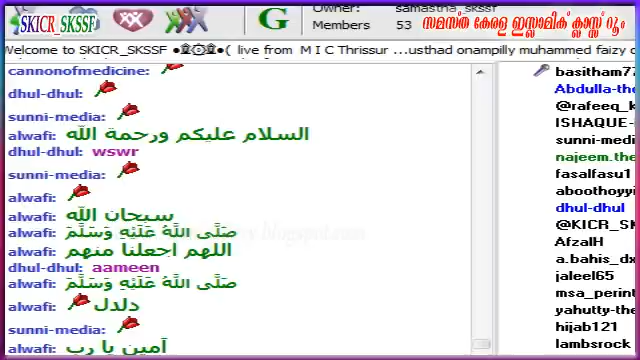 Owner: samastha_skssf
SKICR_SKSSF
G
Members 53
സമസ്ത കേരള ഇസ്ലാമിക് ക്ലാസ്സ് റൂം
Welcome to SKICR_SKSSF ●۩۞۩●( live from M I C Thrissur ...usthad onampilly muhammed faizy
cannonofmedicine:
dhul-dhul:
sunni-media:
alwafi: السلام عليكم ورحمة الله
dhul-dhul: wswr
sunni-media:
alwafi:
alwafi: سبحان الله
alwafi: صَلَّى اللَّهُ عَلَيْهِ وَسَلَّمَ
alwafi: اللهم اجعلنا منهم
dhul-dhul: aameen
alwafi: صَلَّى اللَّهُ عَلَيْهِ وَسَلَّمَ
alwafi: دلدل
sunni-media:
alwafi: آمين يا رب
basitham77
Abdulla-the
@rafeeq_k
ISHAQUE-
sunni-media
najeem.the
fasalfasu1
aboothoyyi
dhul-dhul
@KICR_SK
AfzalH
a.bahis_dx
jaleel65
msa_perint
yahutty-the
hijab121
lambsrock